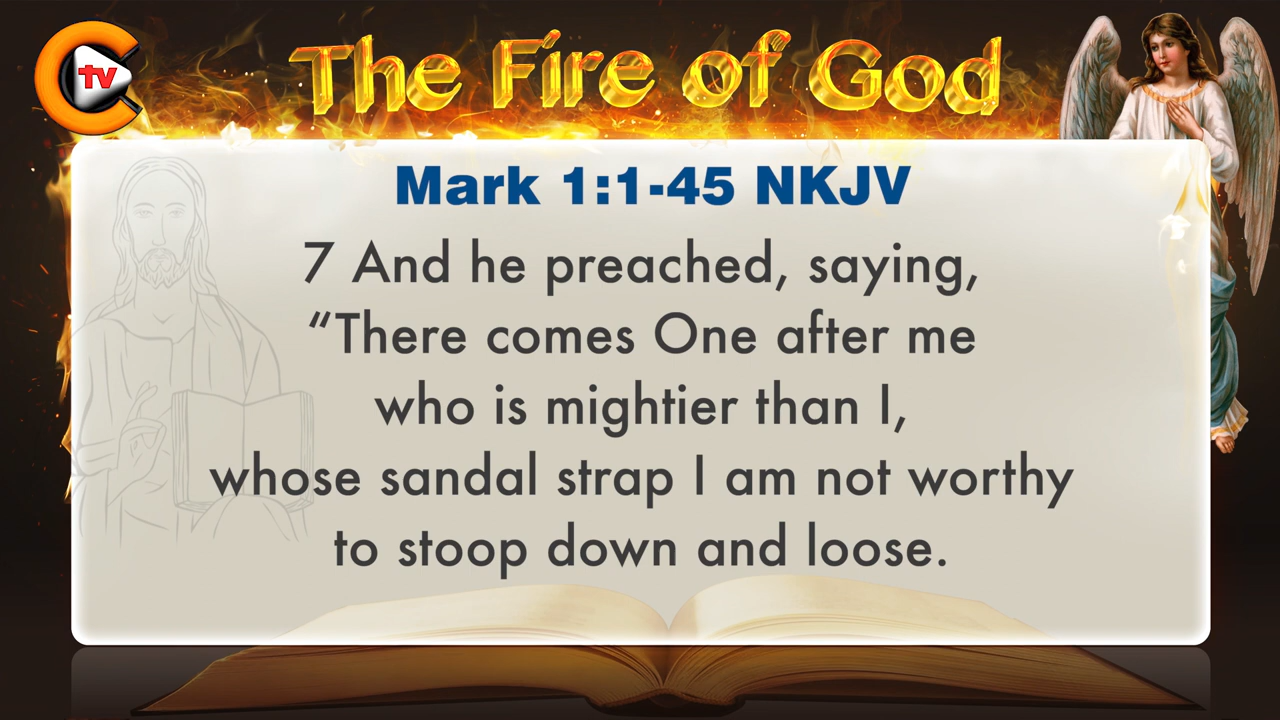 tv
The Fire of God
Mark 1:1-45 NKJV
7 And he preached, saying,
“There comes One after me
who is mightier than I,
whose sandal strap I am not worthy
to stoop down and loose.